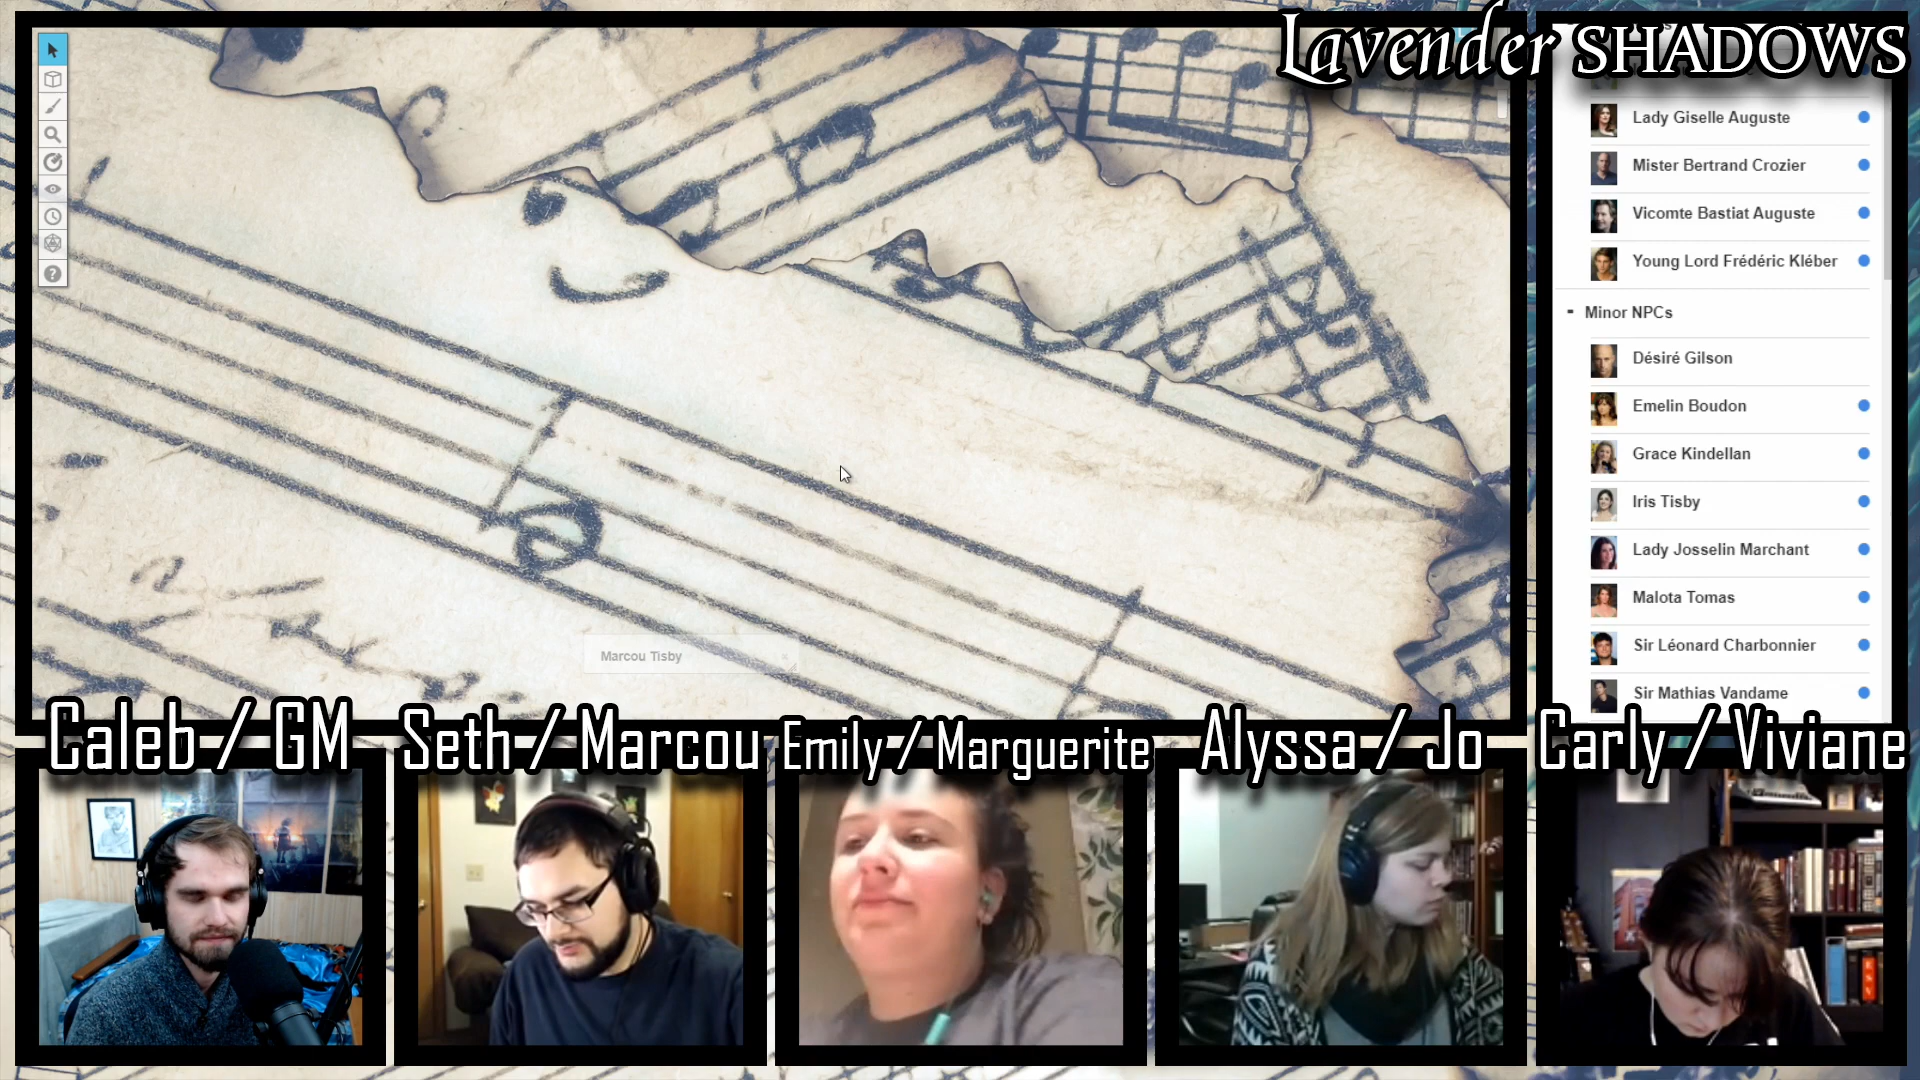 Lavender SHADOWS
Lady Giselle Auguste
Mister Bertrand Crozier
Vicomte Bastiat Auguste
Young Lord Frédéric Kléber
Minor NPCs
Désiré Gilson
Emelin Boudon
Grace Kindellan
Iris Tisby
Lady Josselin Marchant
Malota Tomas
Sir Léonard Charbonnier
Sir Mathias Vandame
Marcou Tisby
Caleb / GM
Seth / Marcou
Emily / Marguerite
Alyssa / Jo
Carly / Viviane